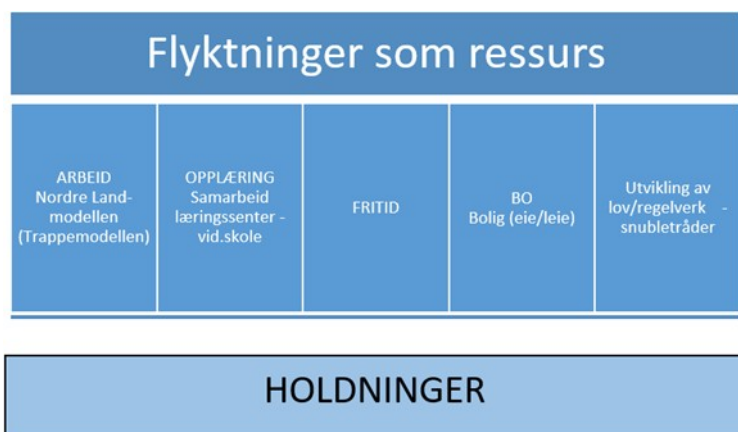 Flyktninger som ressurs
ARBEID
Nordre Land-
modellen
(Trappemodellen)
OPPLÆRING
Samarbeid
læringssenter -
vid.skole
FRITID
BO
Bolig (eie/leie)
Utvikling av
lov/regelverk -
snubletråder
HOLDNINGER